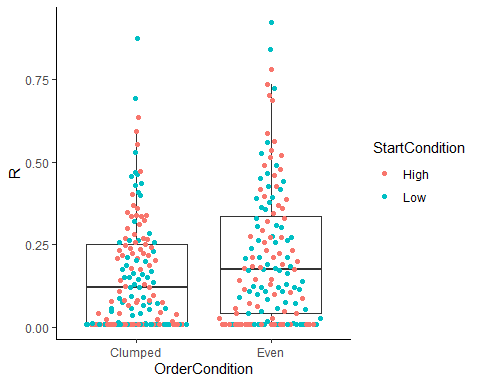 R
0.75
0.50
0.25
0.00
Clumped
Even
OrderCondition
StartCondition
High
Low